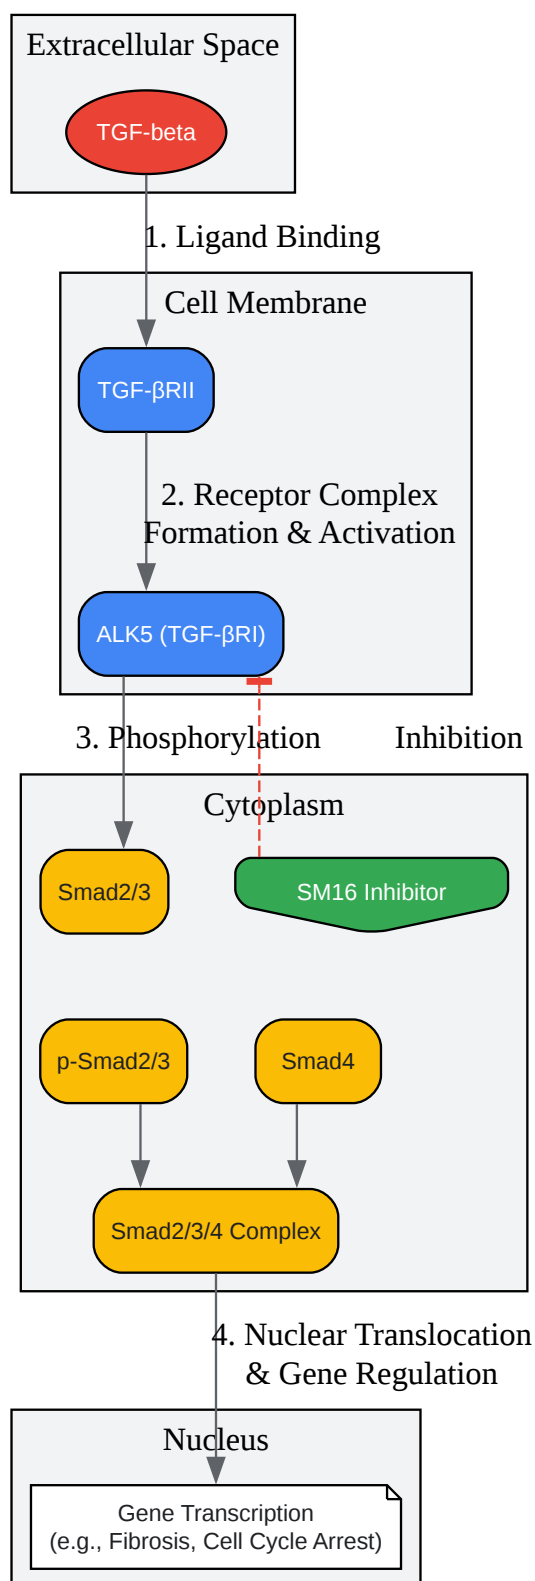 Extracellular Space
TGF-beta
1. Ligand Binding
Cell Membrane
TGF-βRII
2. Receptor Complex
Formation & Activation
ALK5 (TGF-βRI)
3. Phosphorylation
Inhibition
Cytoplasm
Smad2/3
SM16 Inhibitor
p-Smad2/3
Smad4
Smad2/3/4 Complex
4. Nuclear Translocation
& Gene Regulation
Nucleus
Gene Transcription
(e.g., Fibrosis, Cell Cycle Arrest)